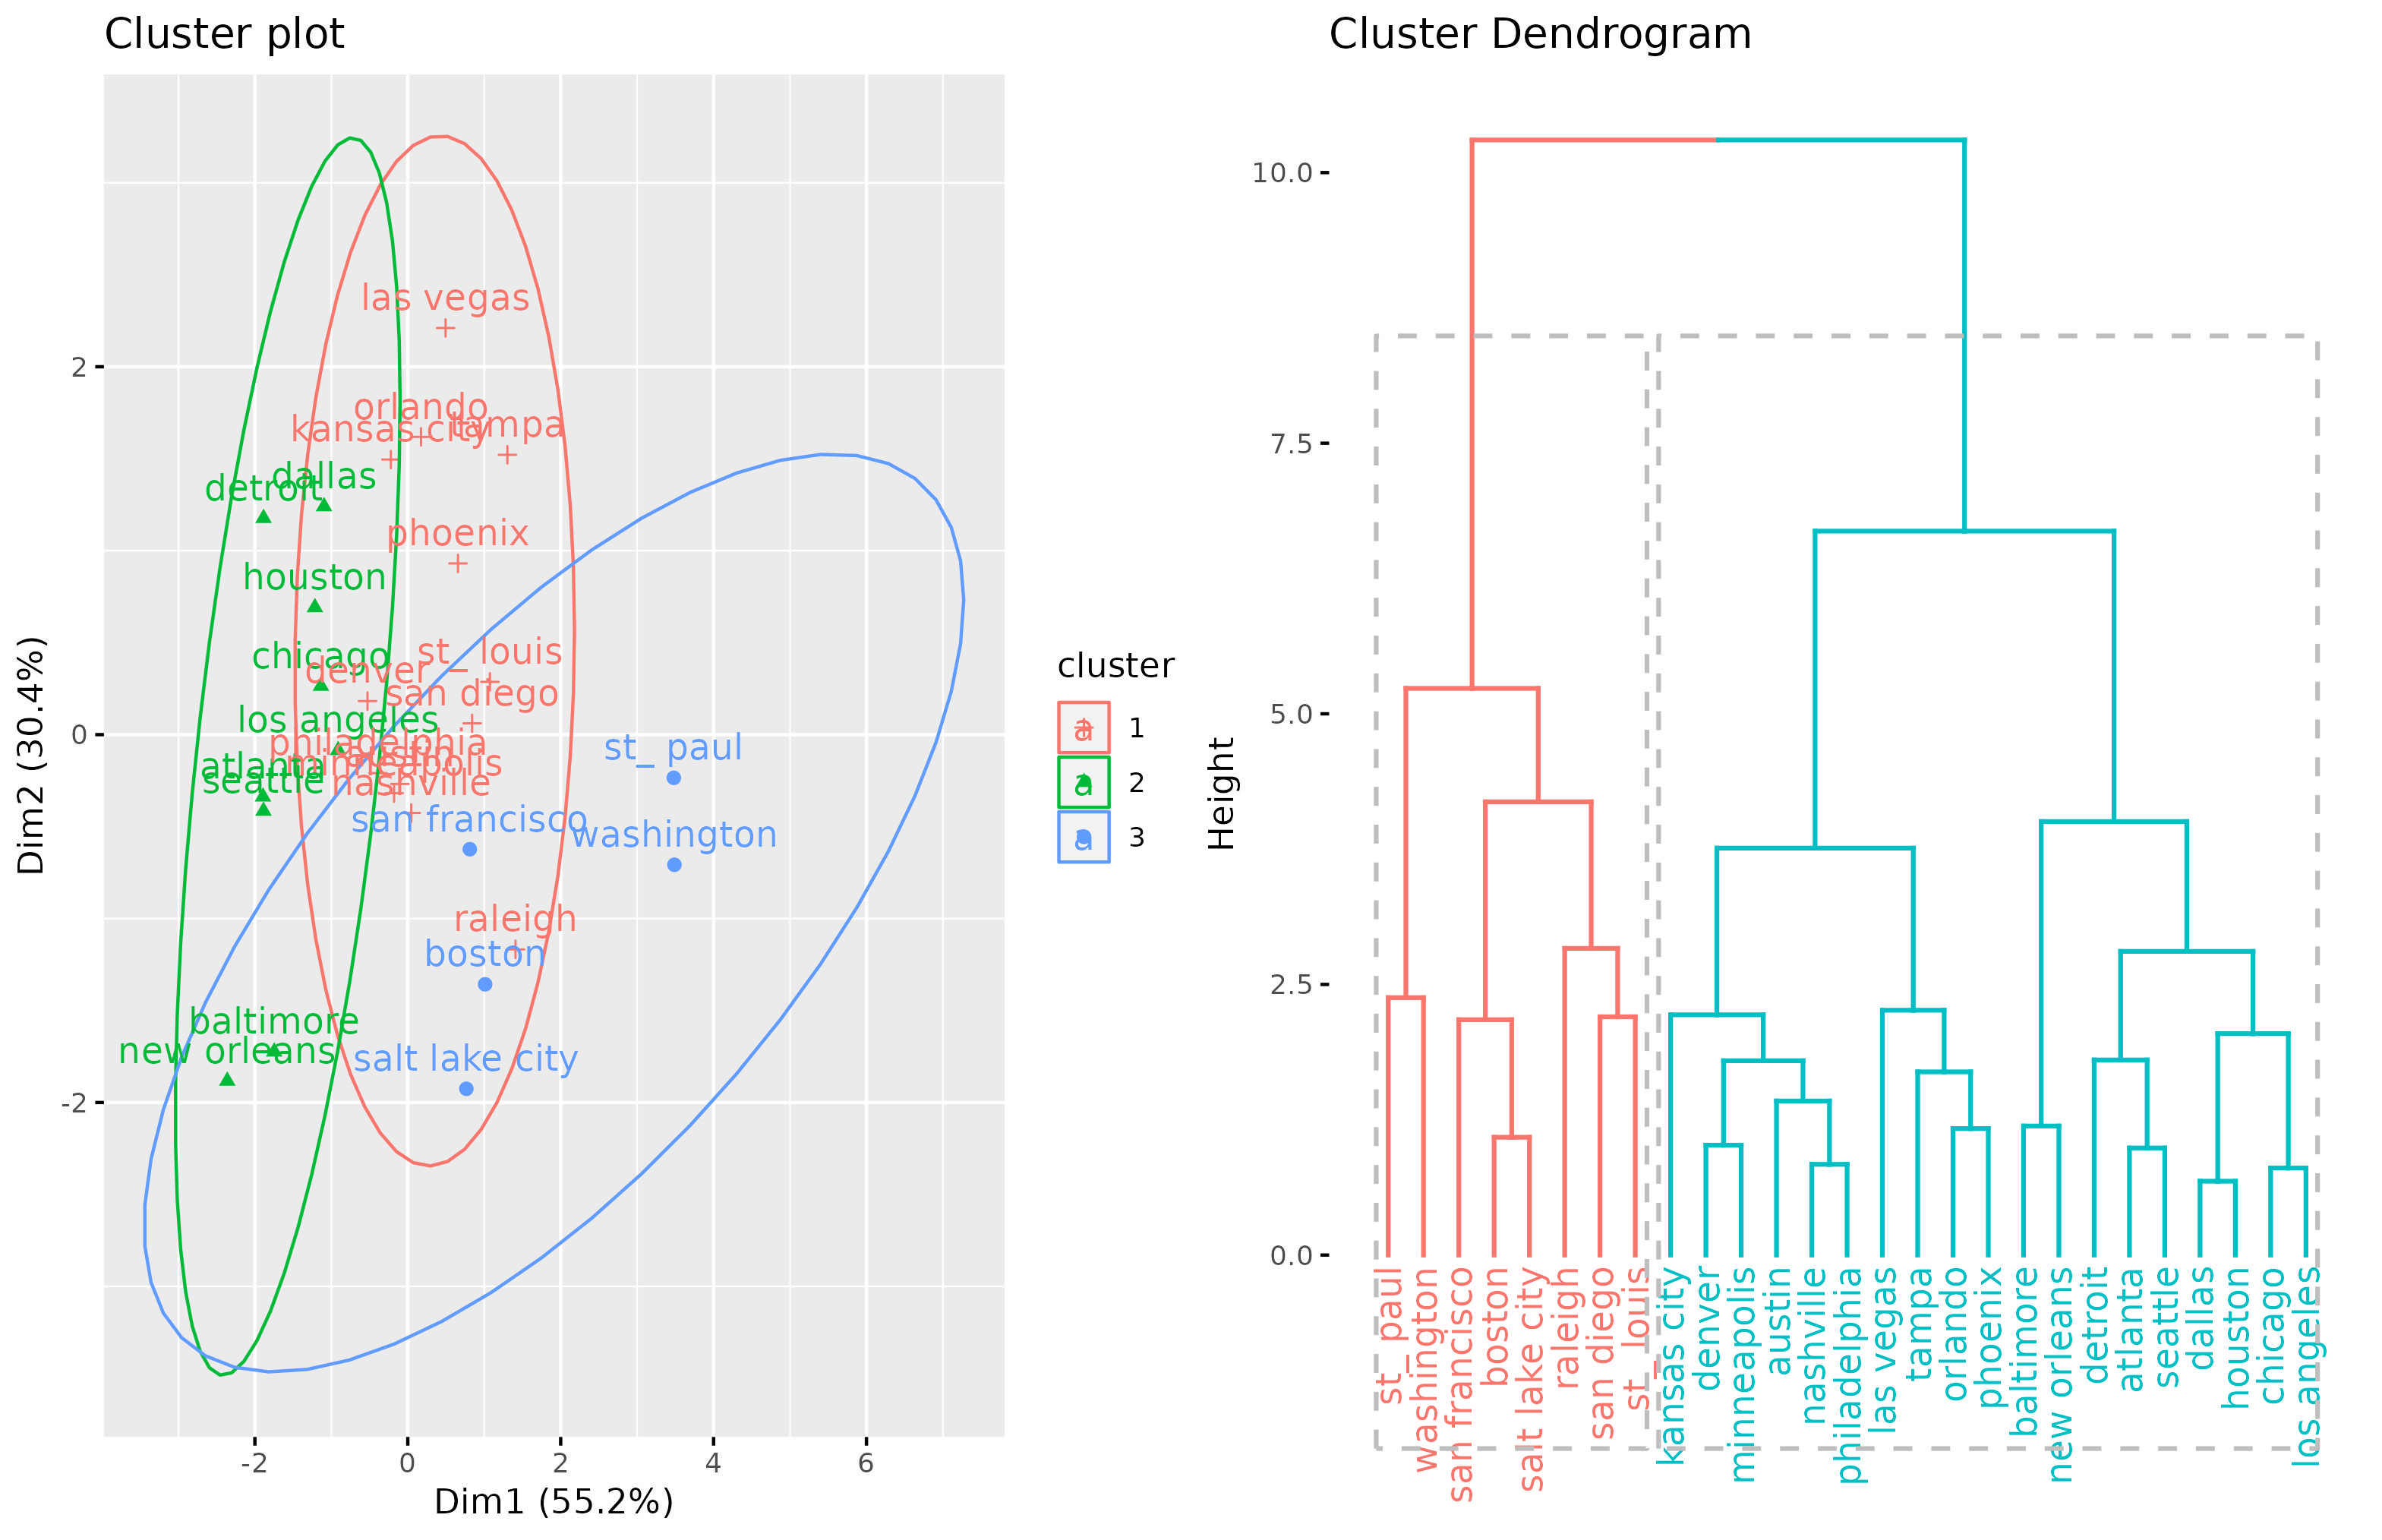 Cluster plot
las vegas
orlando
tampa
kansas city
dallas
detroit
phoenix
houston
st_ louis
chicago
denver
san diego
los angeles
philadelphia
austin
st_ paul
minneapolis
atlanta
seattle
nashville
san francisco
washington
raleigh
boston
baltimore
new orleans
salt lake city
2
0
-2
-2
0
2
4
6
Dim1 (55.2%)
Dim2 (30.4%)
cluster
a 1
a 2
a 3
Cluster Dendrogram
Height
10.0
7.5
5.0
2.5
0.0
st_ paul
washington
san francisco
boston
salt lake city
raleigh
san diego
st_ louis
kansas city
denver
minneapolis
austin
nashville
philadelphia
las vegas
tampa
orlando
phoenix
baltimore
new orleans
detroit
atlanta
seattle
dallas
houston
chicago
los angeles